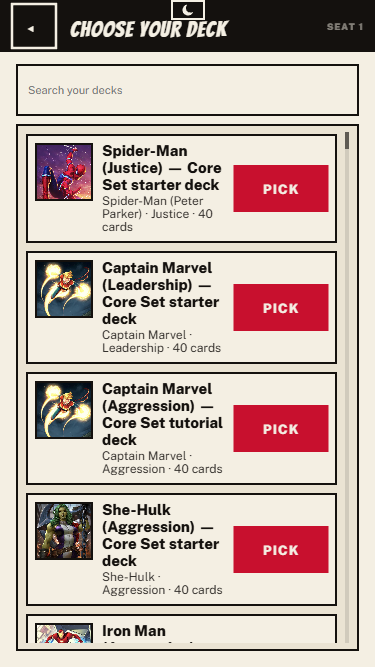 CHOOSE YOUR DECK
SEAT 1
Search your decks
Spider-Man
(Justice) — Core
Set starter deck
Spider-Man (Peter
Parker) · Justice · 40
cards
PICK
Captain Marvel
(Leadership) —
Core Set starter
deck
Captain Marvel ·
Leadership · 40 cards
PICK
Captain Marvel
(Aggression) —
Core Set tutorial
deck
Captain Marvel ·
Aggression · 40 cards
PICK
She-Hulk
(Aggression) —
Core Set starter
deck
She-Hulk ·
Aggression · 40 cards
PICK
Iron Man